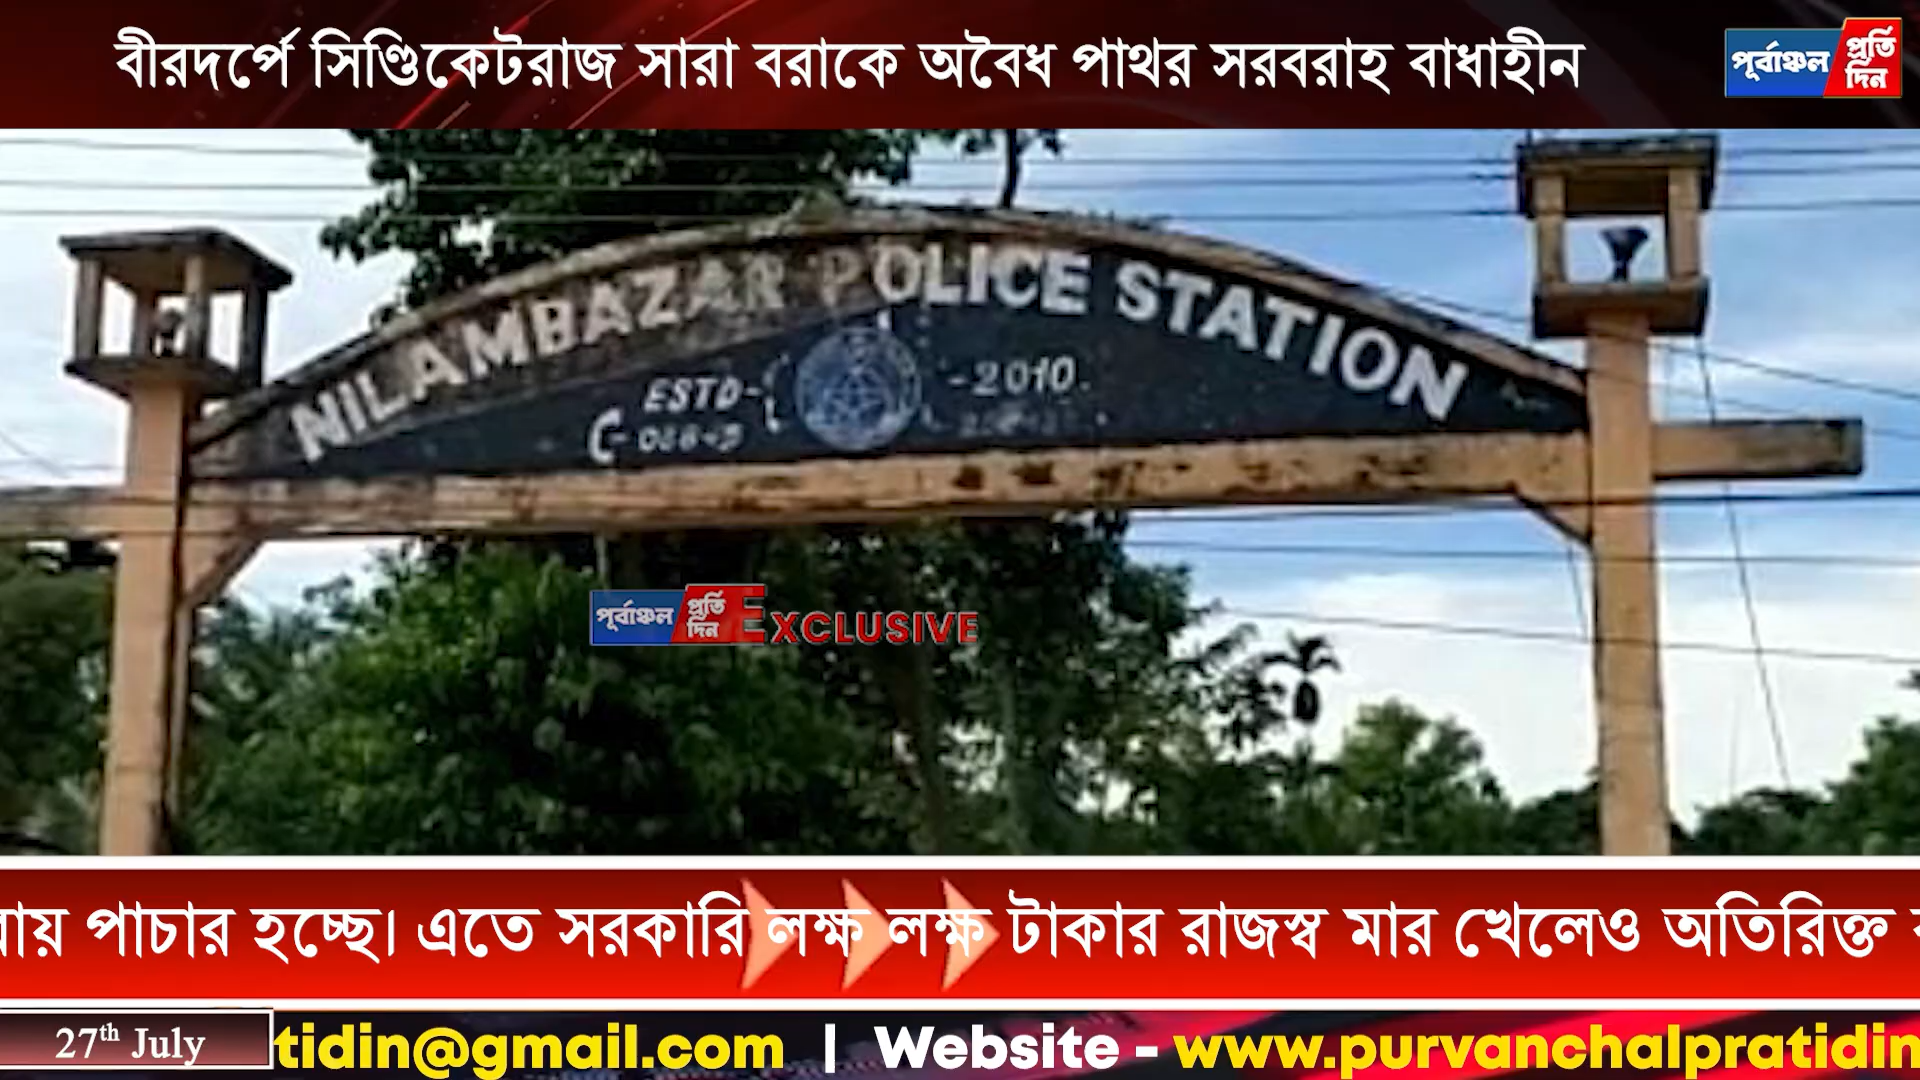 বীরদর্পে সিণ্ডিকেটরাজ সারা বরাকে অবৈধ পাথর সরবরাহ বাধাহীন
পূর্বাঞ্চল প্রতি দিন
NILAMBAZAR POLICE STATION
ESTD- -2010.
পূর্বাঞ্চল প্রতি দিন EXCLUSIVE
পাচার হচ্ছে। এতে সরকারি লক্ষ লক্ষ টাকার রাজস্ব মার খেলেও অতিরিক্ত
27th July tidin@gmail.com | Website - www.purvanchalpratidin